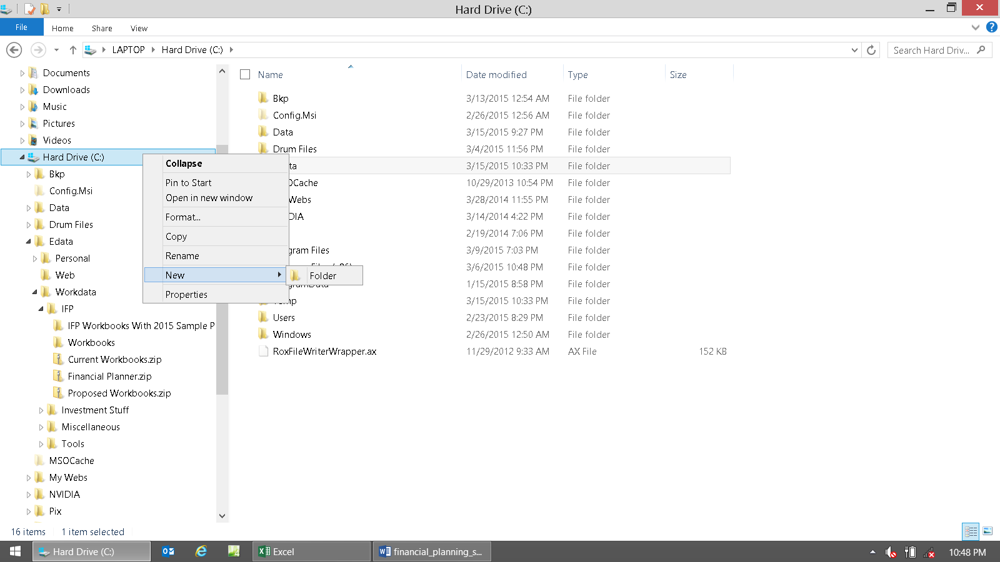 Hard Drive (C:)
File Home Share View
LAPTOP Hard Drive (C:) Search Hard Driv...
Documents
Downloads
Music
Pictures
Videos
Hard Drive (C:)
Bkp
Config.Msi
Data
Drum Files
Edata
Personal
Web
Workdata
IFP
IFP Workbooks With 2015 Sample P
Workbooks
Current Workbooks.zip
Financial Planner.zip
Proposed Workbooks.zip
Investment Stuff
Miscellaneous
Tools
MSOCache
My Webs
NVIDIA
Pix
Collapse
Pin to Start
Open in new window
Format...
Copy
Rename
New
Properties
Folder
Name Date modified Type Size
Bkp 3/13/2015 12:54 AM File folder
Config.Msi 2/26/2015 12:56 AM File folder
Data 3/15/2015 9:27 PM File folder
Drum Files 3/4/2015 11:56 PM File folder
ta 3/15/2015 10:33 PM File folder
OCache 10/29/2013 10:54 PM File folder
Webs 3/28/2014 11:55 PM File folder
DIA 3/14/2014 4:22 PM File folder
2/19/2014 7:06 PM File folder
gram Files 3/9/2015 7:03 PM File folder
3/6/2015 10:48 PM File folder
1/15/2015 8:58 PM File folder
Temp 3/15/2015 10:33 PM File folder
Users 2/23/2015 8:29 PM File folder
Windows 2/26/2015 12:50 AM File folder
RoxFileWriterWrapper.ax 11/29/2012 9:33 AM AX File 152 KB
16 items 1 item selected
Hard Drive (C:) Excel financial_planning_s... 10:48 PM